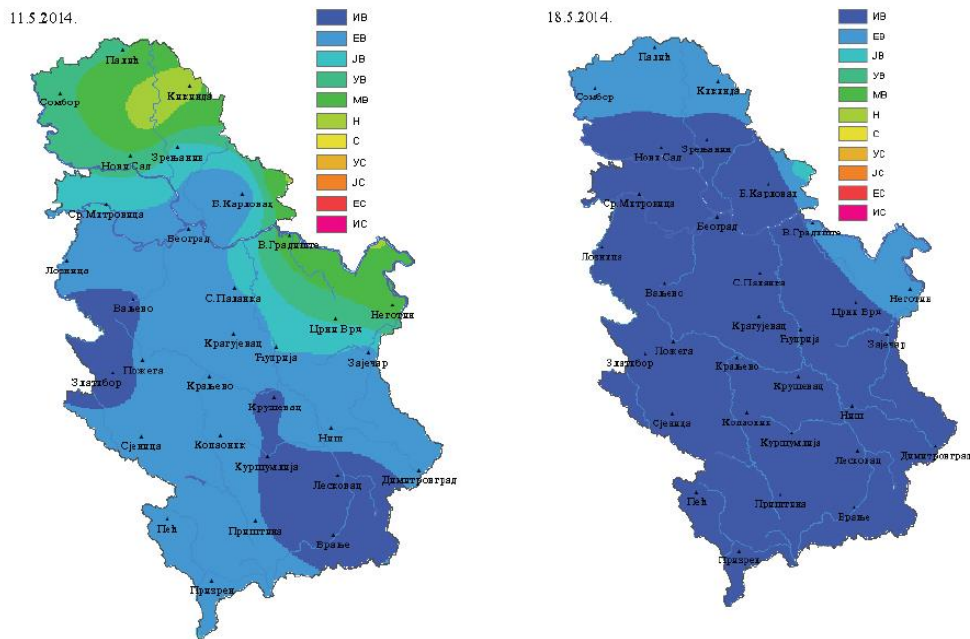 11.5.2014.
ИВ
ЕВ
ЈВ
УВ
МВ
Н
С
УС
ЈС
ЕС
ИС
Палић
Сомбор
Кикинда
Зрењанин
Нови Сад
Б. Карловац
Ср. Митровица
Београд
В. Градиште
Лозница
С. Паланка
Ваљево
Неготин
Црни Врх
Крагујевац
Ћуприја
Зајечар
Пожега
Златибор
Краљево
Крушевац
Ниш
Сјеница
Копаоник
Куршумлија
Лесковац
Димитровград
Пећ
Приштина
Врање
Призрен
18.5.2014.
ИВ
ЕВ
ЈВ
УВ
МВ
Н
С
УС
ЈС
ЕС
ИС
Палић
Сомбор
Кикинда
Зрењанин
Нови Сад
Б. Карловац
Ср. Митровица
Београд
В. Градиште
Лозница
С. Паланка
Ваљево
Неготин
Црни Врх
Крагујевац
Ћуприја
Зајечар
Пожега
Златибор
Краљево
Крушевац
Ниш
Сјеница
Копаоник
Куршумлија
Лесковац
Димитровград
Пећ
Приштина
Врање
Призрен